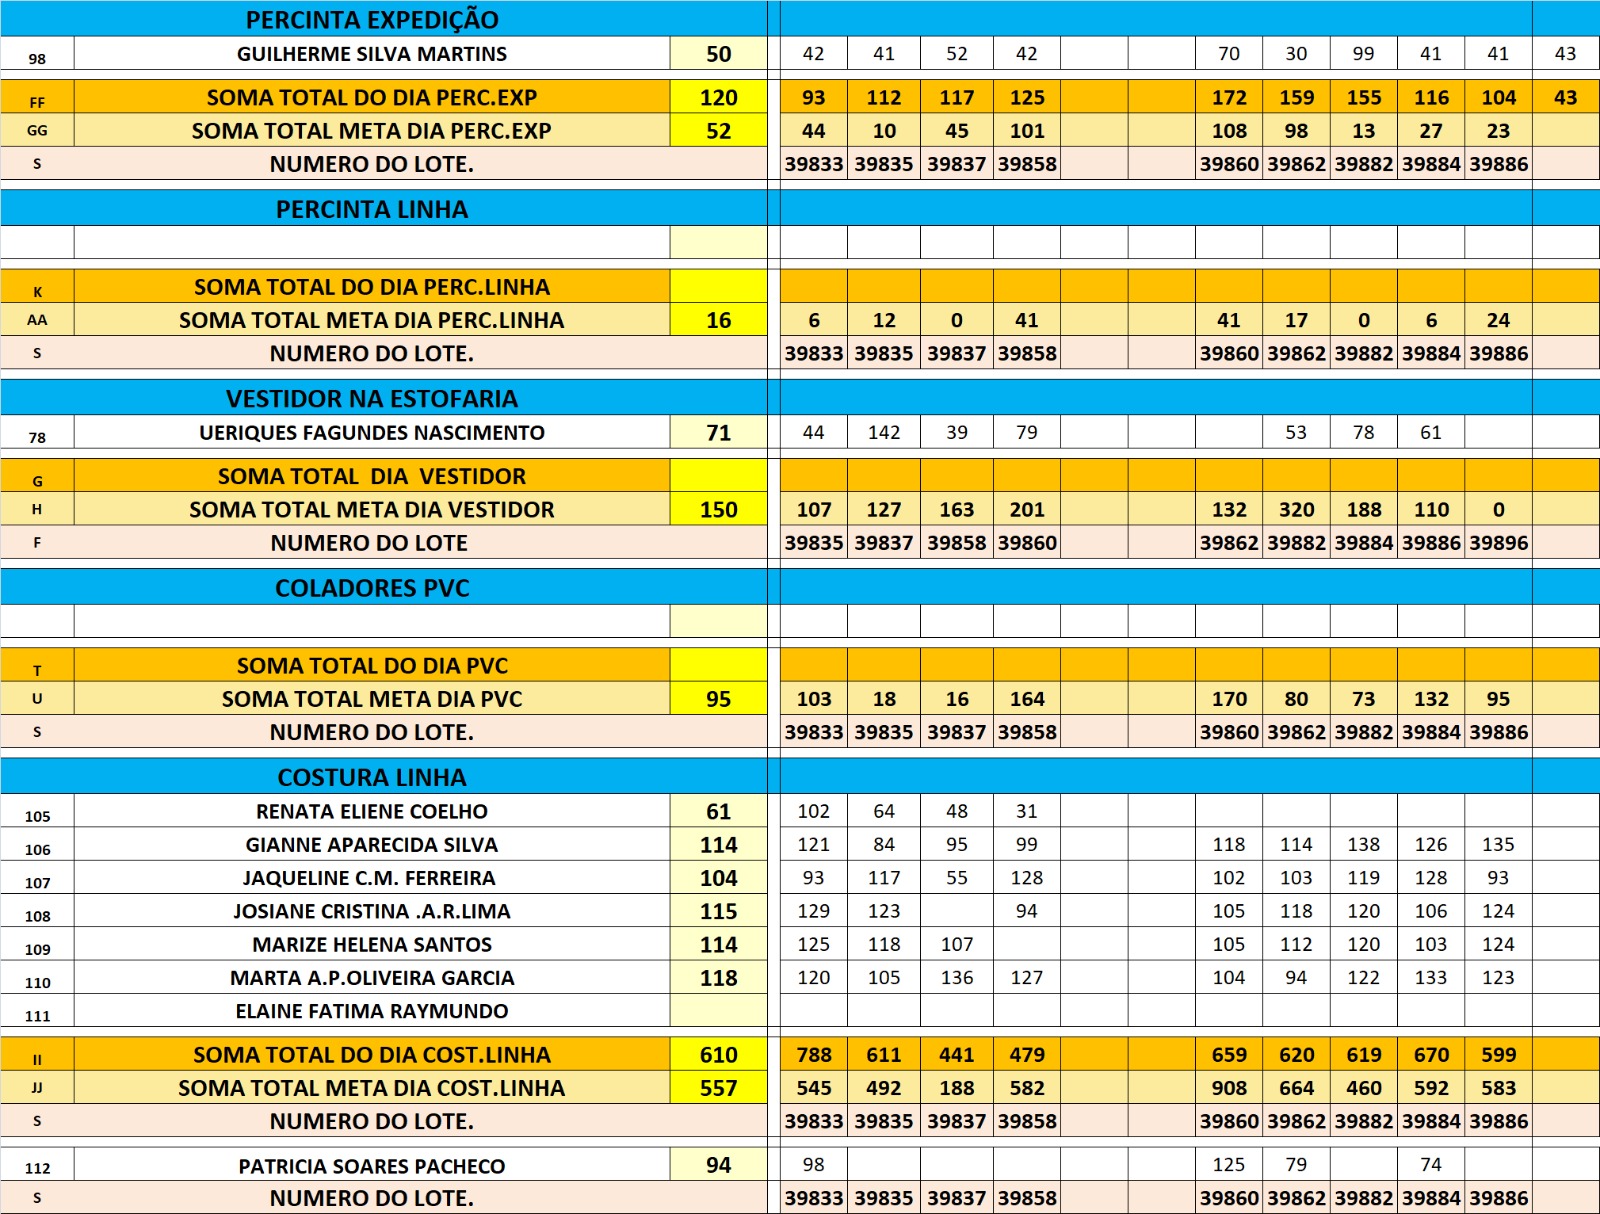 PERCINTA EXPEDIÇÃO
98 GUILHERME SILVA MARTINS 50 42 41 52 42 70 30 99 41 41 43
FF SOMA TOTAL DO DIA PERC.EXP 120 93 112 117 125 172 159 155 116 104 43
GG SOMA TOTAL META DIA PERC.EXP 52 44 10 45 101 108 98 13 27 23
S NUMERO DO LOTE. 39833 39835 39837 39858 39860 39862 39882 39884 39886
PERCINTA LINHA
K SOMA TOTAL DO DIA PERC.LINHA
AA SOMA TOTAL META DIA PERC.LINHA 16 6 12 0 41 41 17 0 6 24
S NUMERO DO LOTE. 39833 39835 39837 39858 39860 39862 39882 39884 39886
VESTIDOR NA ESTOFARIA
78 UERIQUES FAGUNDES NASCIMENTO 71 44 142 39 79 53 78 61
G SOMA TOTAL DIA VESTIDOR
H SOMA TOTAL META DIA VESTIDOR 150 107 127 163 201 132 320 188 110 0
F NUMERO DO LOTE 39835 39837 39858 39860 39862 39882 39884 39886 39896
COLADORES PVC
T SOMA TOTAL DO DIA PVC
U SOMA TOTAL META DIA PVC 95 103 18 16 164 170 80 73 132 95
S NUMERO DO LOTE. 39833 39835 39837 39858 39860 39862 39882 39884 39886
COSTURA LINHA
105 RENATA ELIENE COELHO 61 102 64 48 31
106 GIANNE APARECIDA SILVA 114 121 84 95 99 118 114 138 126 135
107 JAQUELINE C.M. FERREIRA 104 93 117 55 128 102 103 119 128 93
108 JOSIANE CRISTINA .A.R.LIMA 115 129 123 94 105 118 120 106 124
109 MARIZE HELENA SANTOS 114 125 118 107 105 112 120 103 124
110 MARTA A.P.OLIVEIRA GARCIA 118 120 105 136 127 104 94 122 133 123
111 ELAINE FATIMA RAYMUNDO
II SOMA TOTAL DO DIA COST.LINHA 610 788 611 441 479 659 620 619 670 599
JJ SOMA TOTAL META DIA COST.LINHA 557 545 492 188 582 908 664 460 592 583
S NUMERO DO LOTE. 39833 39835 39837 39858 39860 39862 39882 39884 39886
112 PATRICIA SOARES PACHECO 94 98 125 79 74
S NUMERO DO LOTE. 39833 39835 39837 39858 39860 39862 39882 39884 39886